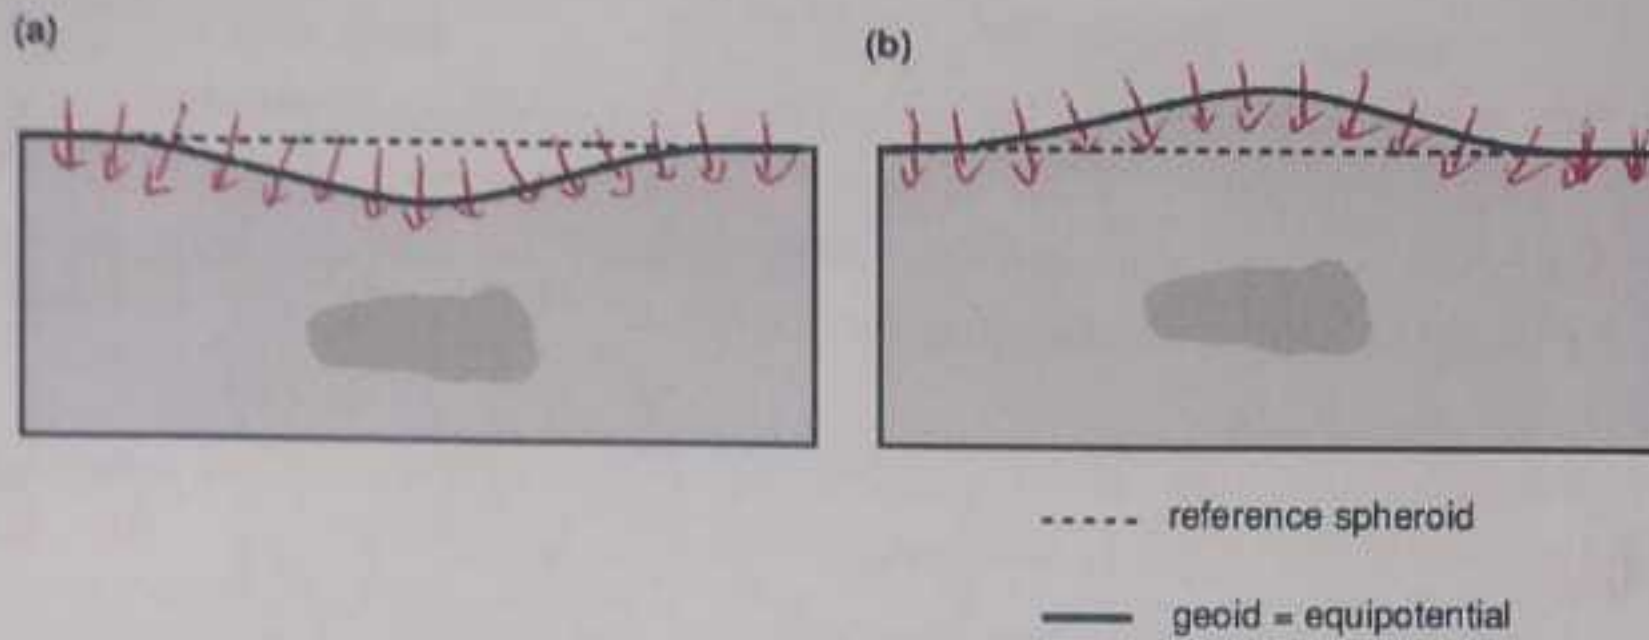 (a)
(b)
reference spheroid
geoid = equipotential